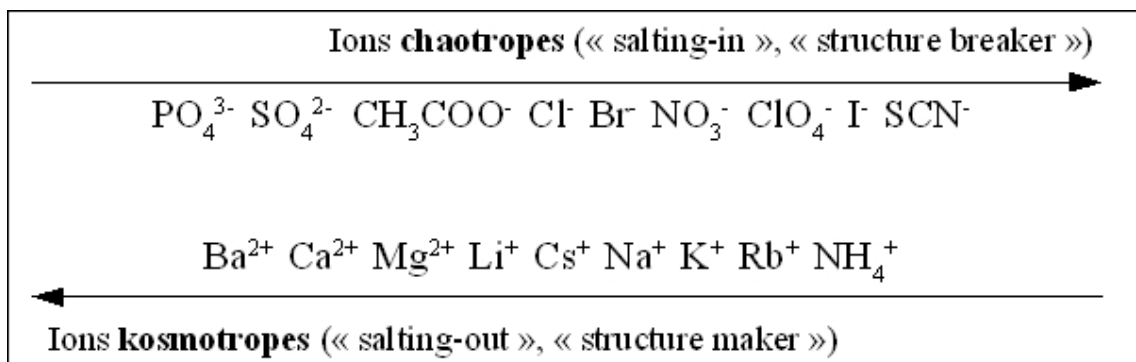 Ions chaotropes (« salting-in », « structure breaker »)
PO₄³⁻ SO₄²⁻ CH₃COO⁻ Cl⁻ Br⁻ NO₃⁻ ClO₄⁻ I⁻ SCN⁻
Ba²⁺ Ca²⁺ Mg²⁺ Li⁺ Cs⁺ Na⁺ K⁺ Rb⁺ NH₄⁺
Ions kosmotropes (« salting-out », « structure maker »)